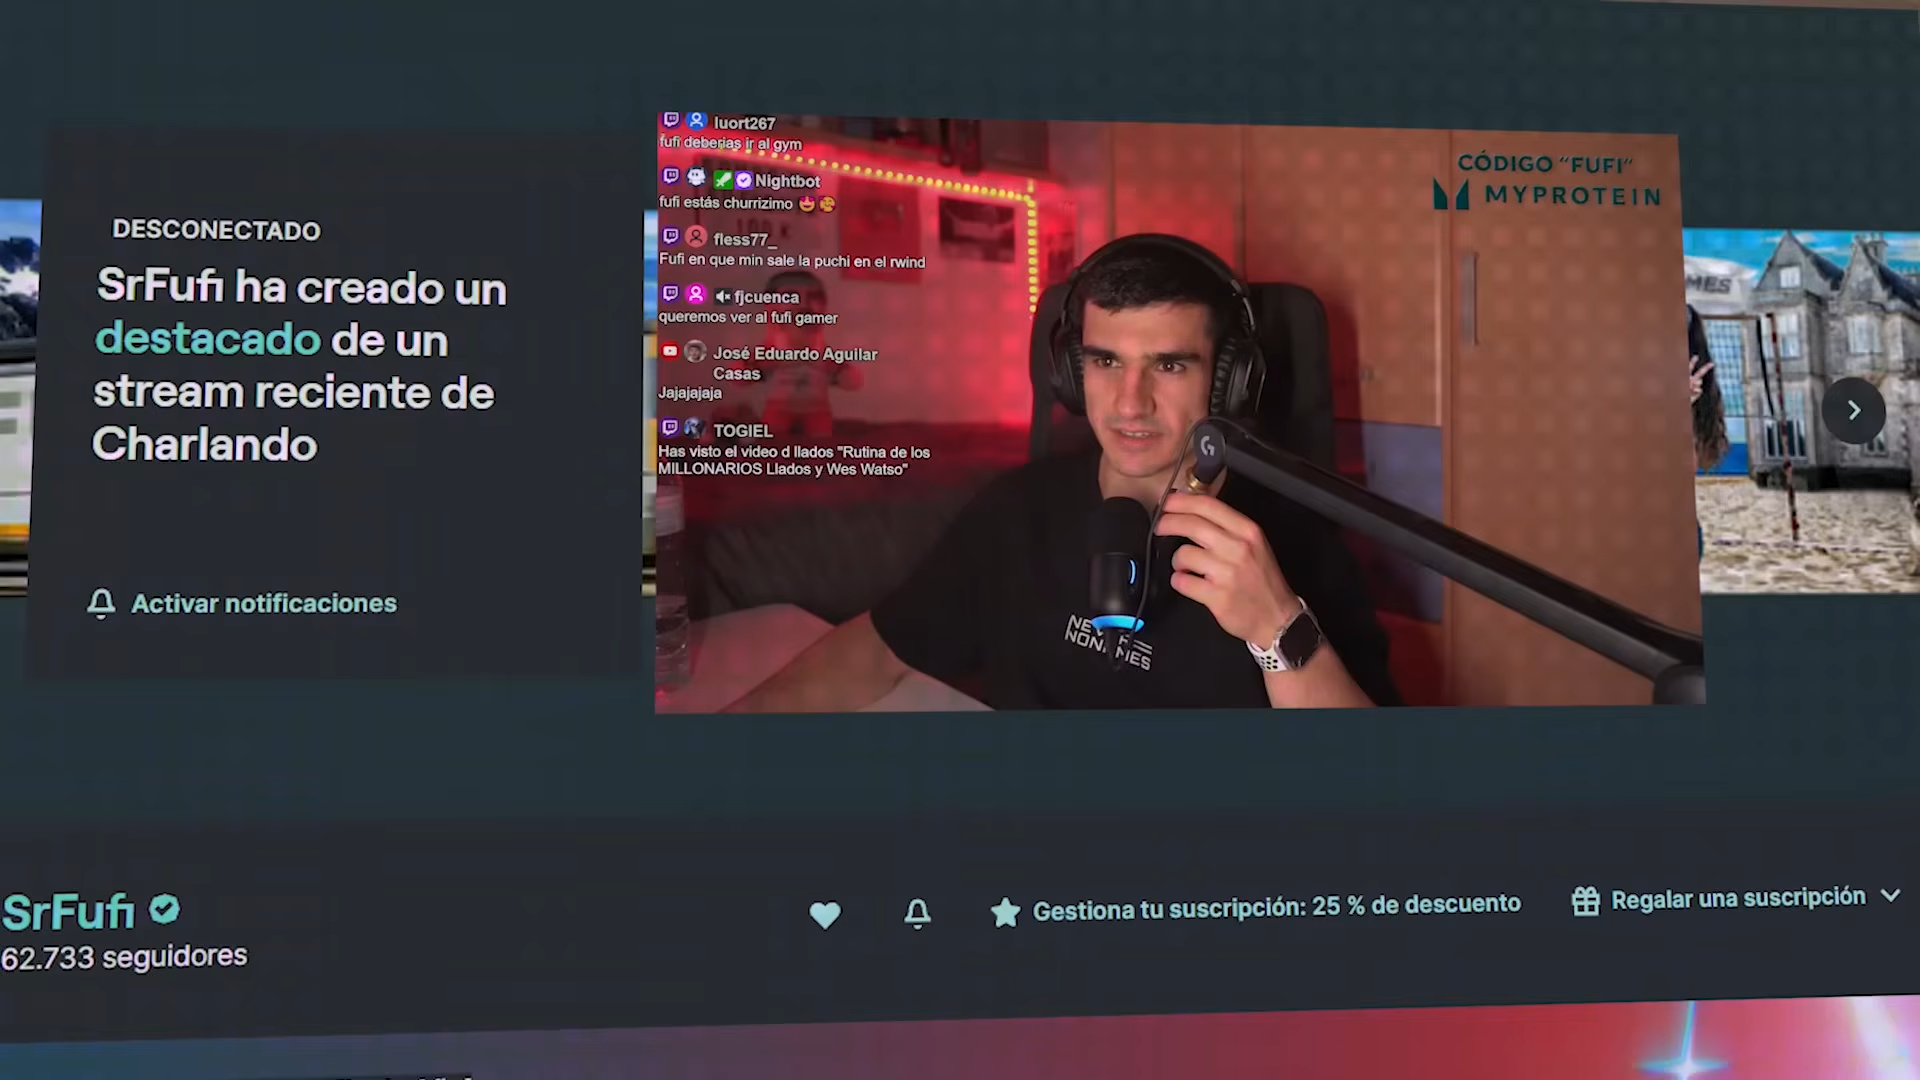 DESCONECTADO
SrFufi ha creado un
destacado de un
stream reciente de
Charlando
Activar notificaciones
luort267
fufi deberias ir al gym
Nightbot
fufi estás churrizimo
fless77_
Fufi en que min sale la puchi en el rwind
fjcuenca
queremos ver al fufi gamer
José Eduardo Aguilar
Casas
Jajajajaja
TOGIEL
Has visto el video d llados "Rutina de los
MILLONARIOS Llados y Wes Watso"
CÓDIGO "FUFI"
MYPROTEIN
SrFufi
62.733 seguidores
Gestiona tu suscripción: 25 % de descuento
Regalar una suscripción